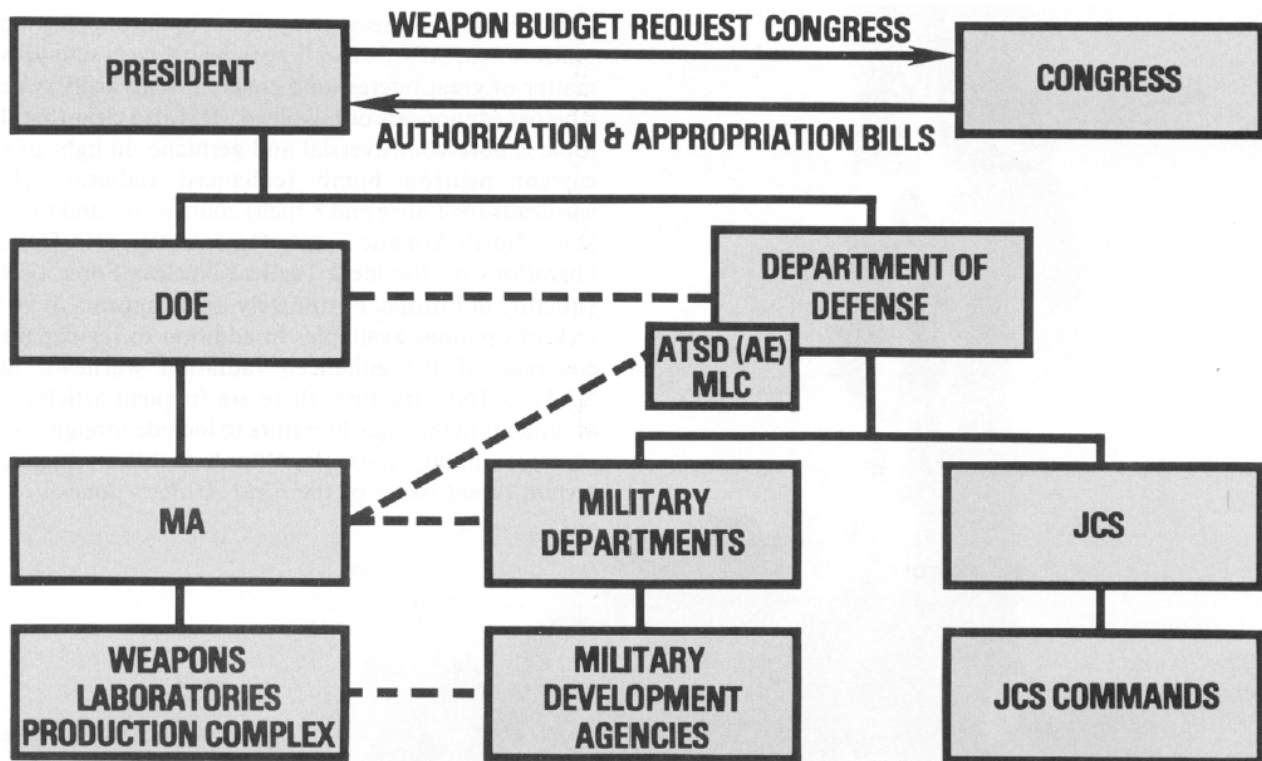 WEAPON BUDGET REQUEST CONGRESS
PRESIDENT
CONGRESS
AUTHORIZATION & APPROPRIATION BILLS
DOE
DEPARTMENT OF
DEFENSE
ATSD (AE)
MLC
MA
MILITARY
DEPARTMENTS
JCS
WEAPONS
LABORATORIES
PRODUCTION COMPLEX
MILITARY
DEVELOPMENT
AGENCIES
JCS COMMANDS